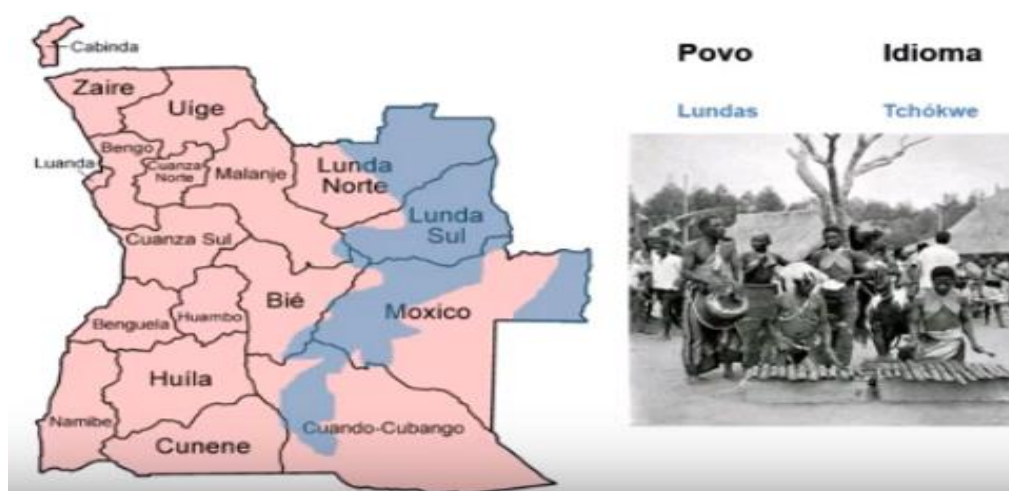 Cabinda
Zaire
Uíge
Bengo
Luanda
Cuanza
Norte
Malanje
Lunda
Norte
Lunda
Sul
Cuanza Sul
Bié
Moxico
Benguela
Huambo
Huíla
Namibe
Cunene
Cuando-Cubango
Povo Idioma
Lundas Tchókwe